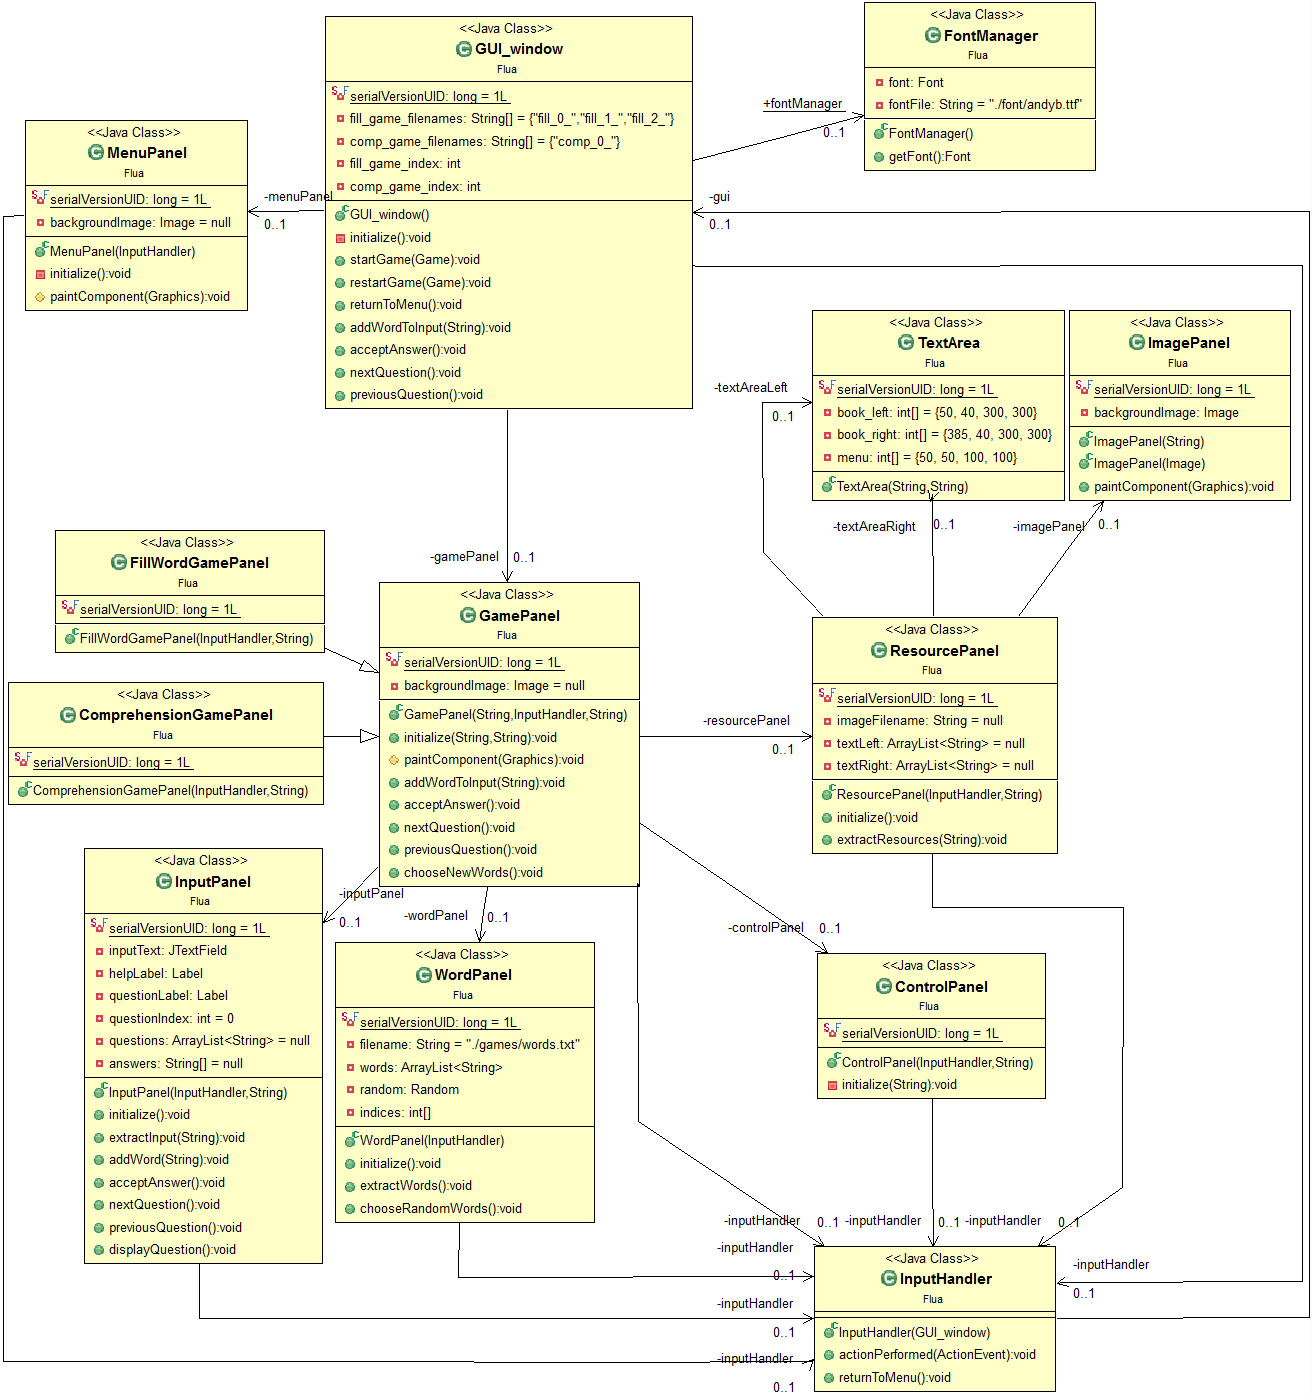 <<Java Class>>
GUI_window
Flua
serialVersionUID: long = 1L
fill_game_filenames: String[] = {"fill_0_","fill_1_","fill_2_"}
comp_game_filenames: String[] = {"comp_0_"}
fill_game_index: int
comp_game_index: int
GUI_window()
initialize():void
startGame(Game):void
restartGame(Game):void
returnToMenu():void
addWordToInput(String):void
acceptAnswer():void
nextQuestion():void
previousQuestion():void
<<Java Class>>
FontManager
Flua
font: Font
fontFile: String = "./font/andyb.ttf"
FontManager()
getFont():Font
+fontManager
0..1
<<Java Class>>
MenuPanel
Flua
serialVersionUID: long = 1L
backgroundImage: Image = null
MenuPanel(InputHandler)
initialize():void
paintComponent(Graphics):void
-menuPanel
0..1
-gui
0..1
<<Java Class>>
TextArea
Flua
serialVersionUID: long = 1L
book_left: int[] = {50, 40, 300, 300}
book_right: int[] = {385, 40, 300, 300}
menu: int[] = {50, 50, 100, 100}
TextArea(String,String)
<<Java Class>>
ImagePanel
Flua
serialVersionUID: long = 1L
backgroundImage: Image
ImagePanel(String)
ImagePanel(Image)
paintComponent(Graphics):void
-textAreaLeft
0..1
-textAreaRight
0..1
-imagePanel
0..1
-gamePanel
0..1
<<Java Class>>
FillWordGamePanel
Flua
serialVersionUID: long = 1L
FillWordGamePanel(InputHandler,String)
<<Java Class>>
GamePanel
Flua
serialVersionUID: long = 1L
backgroundImage: Image = null
GamePanel(String,InputHandler,String)
initialize(String,String):void
paintComponent(Graphics):void
addWordToInput(String):void
acceptAnswer():void
nextQuestion():void
previousQuestion():void
chooseNewWords():void
<<Java Class>>
ResourcePanel
Flua
serialVersionUID: long = 1L
imageFilename: String = null
textLeft: ArrayList<String> = null
textRight: ArrayList<String> = null
ResourcePanel(InputHandler,String)
initialize():void
extractResources(String):void
-resourcePanel
0..1
<<Java Class>>
ComprehensionGamePanel
Flua
serialVersionUID: long = 1L
ComprehensionGamePanel(InputHandler,String)
<<Java Class>>
InputPanel
Flua
serialVersionUID: long = 1L
inputText: JTextField
helpLabel: Label
questionLabel: Label
questionIndex: int = 0
questions: ArrayList<String> = null
answers: String[] = null
InputPanel(InputHandler,String)
initialize():void
extractInput(String):void
addWord(String):void
acceptAnswer():void
nextQuestion():void
previousQuestion():void
displayQuestion():void
-inputPanel
0..1
-wordPanel
0..1
-controlPanel
0..1
<<Java Class>>
WordPanel
Flua
serialVersionUID: long = 1L
filename: String = "./games/words.txt"
words: ArrayList<String>
random: Random
indices: int[]
WordPanel(InputHandler)
initialize():void
extractWords():void
chooseRandomWords():void
<<Java Class>>
ControlPanel
Flua
serialVersionUID: long = 1L
ControlPanel(InputHandler,String)
initialize(String):void
-inputHandler
0..1
-inputHandler
0..1
-inputHandler
0..1
-inputHandler
0..1
-inputHandler
0..1
-inputHandler
0..1
-inputHandler
0..1
<<Java Class>>
InputHandler
Flua
InputHandler(GUI_window)
actionPerformed(ActionEvent):void
returnToMenu():void